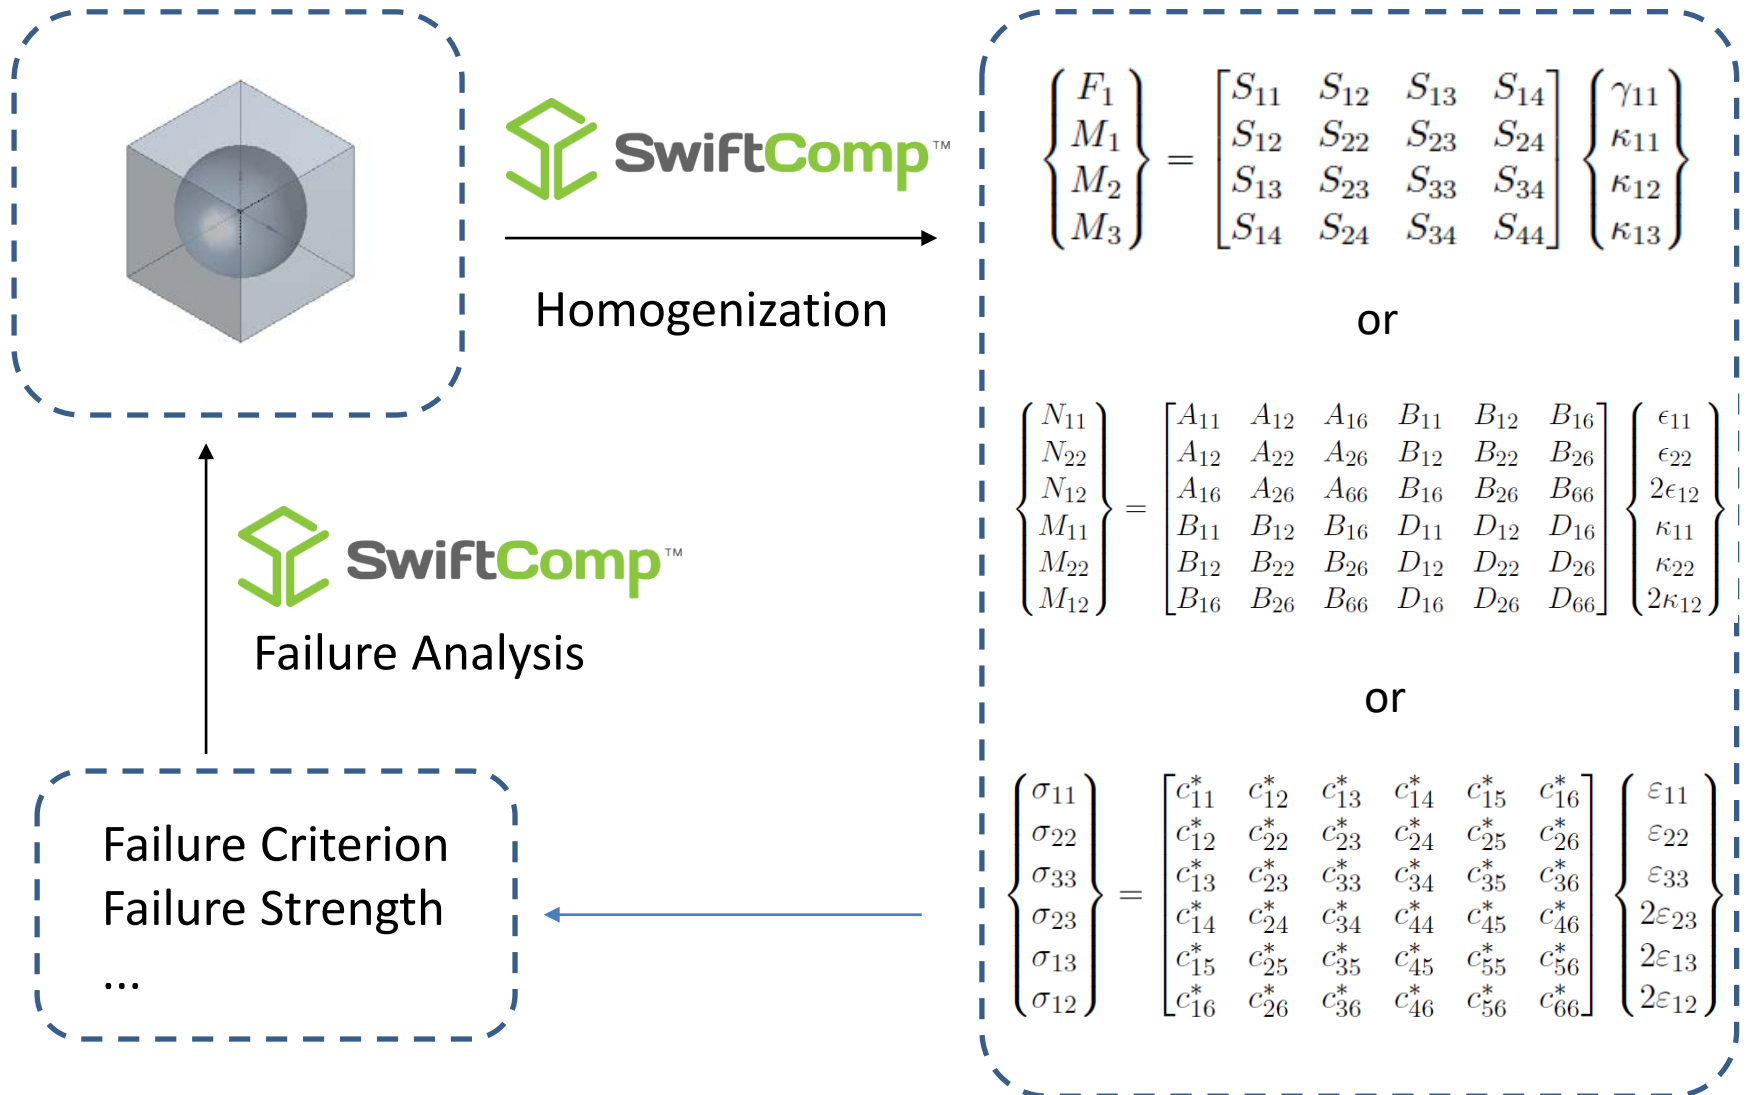 SwiftComp™
Homogenization
{F₁ M₁ M₂ M₃} = [S₁₁ S₁₂ S₁₃ S₁₄; S₁₂ S₂₂ S₂₃ S₂₄; S₁₃ S₂₃ S₃₃ S₃₄; S₁₄ S₂₄ S₃₄ S₄₄] {γ₁₁ κ₁₁ κ₁₂ κ₁₃}
or
{N₁₁ N₂₂ N₁₂ M₁₁ M₂₂ M₁₂} = [A₁₁ A₁₂ A₁₆ B₁₁ B₁₂ B₁₆; A₁₂ A₂₂ A₂₆ B₁₂ B₂₂ B₂₆; A₁₆ A₂₆ A₆₆ B₁₆ B₂₆ B₆₆; B₁₁ B₁₂ B₁₆ D₁₁ D₁₂ D₁₆; B₁₂ B₂₂ B₂₆ D₁₂ D₂₂ D₂₆; B₁₆ B₂₆ B₆₆ D₁₆ D₂₆ D₆₆] {ϵ₁₁ ϵ₂₂ 2ϵ₁₂ κ₁₁ κ₂₂ 2κ₁₂}
or
{σ₁₁ σ₂₂ σ₃₃ σ₂₃ σ₁₃ σ₁₂} = [c*₁₁ c*₁₂ c*₁₃ c*₁₄ c*₁₅ c*₁₆; c*₁₂ c*₂₂ c*₂₃ c*₂₄ c*₂₅ c*₂₆; c*₁₃ c*₂₃ c*₃₃ c*₃₄ c*₃₅ c*₃₆; c*₁₄ c*₂₄ c*₃₄ c*₄₄ c*₄₅ c*₄₆; c*₁₅ c*₂₅ c*₃₅ c*₄₅ c*₅₅ c*₅₆; c*₁₆ c*₂₆ c*₃₆ c*₄₆ c*₅₆ c*₆₆] {ε₁₁ ε₂₂ ε₃₃ 2ε₂₃ 2ε₁₃ 2ε₁₂}
SwiftComp™
Failure Analysis
Failure Criterion
Failure Strength
...